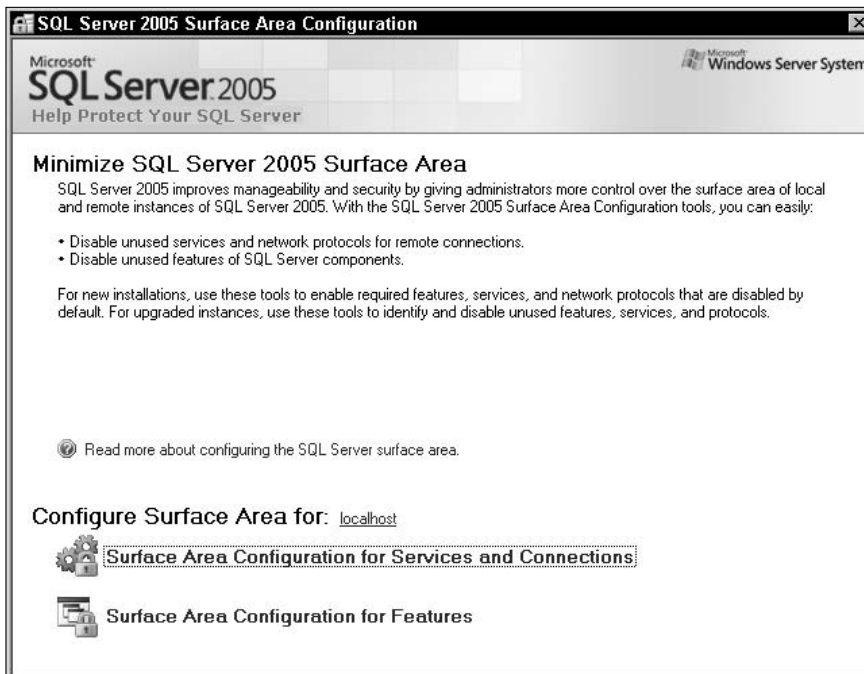 SQL Server 2005 Surface Area Configuration
Microsoft
SQL Server 2005
Help Protect Your SQL Server
Microsoft
Windows Server System
Minimize SQL Server 2005 Surface Area
SQL Server 2005 improves manageability and security by giving administrators more control over the surface area of local
and remote instances of SQL Server 2005. With the SQL Server 2005 Surface Area Configuration tools, you can easily:
• Disable unused services and network protocols for remote connections.
• Disable unused features of SQL Server components.
For new installations, use these tools to enable required features, services, and network protocols that are disabled by
default. For upgraded instances, use these tools to identify and disable unused features, services, and protocols.
Read more about configuring the SQL Server surface area.
Configure Surface Area for: localhost
Surface Area Configuration for Services and Connections
Surface Area Configuration for Features